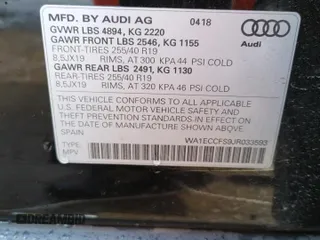 MFD. BY AUDI AG 04/18
GVWR LBS 4894, KG 2220
GAWR FRONT LBS 2546, KG 1155
FRONT-TIRES 255/40 R19
8,5JX19 RIMS, AT 300 KPA 44 PSI COLD
GAWR REAR LBS 2491, KG 1130
REAR-TIRES 255/40 R19
8,5JX19 RIMS, AT 320 KPA 46 PSI COLD
Audi
THIS VEHICLE CONFORMS TO ALL APPLICABLE
U.S. FEDERAL MOTOR VEHICLE SAFETY AND
THEFT PREVENTION STANDARDS IN EFFECT ON
THE DATE OF MANUFACTURE SHOWN ABOVE.
SPAIN WA1ECCFS9JR033593
TYPE:
MPV